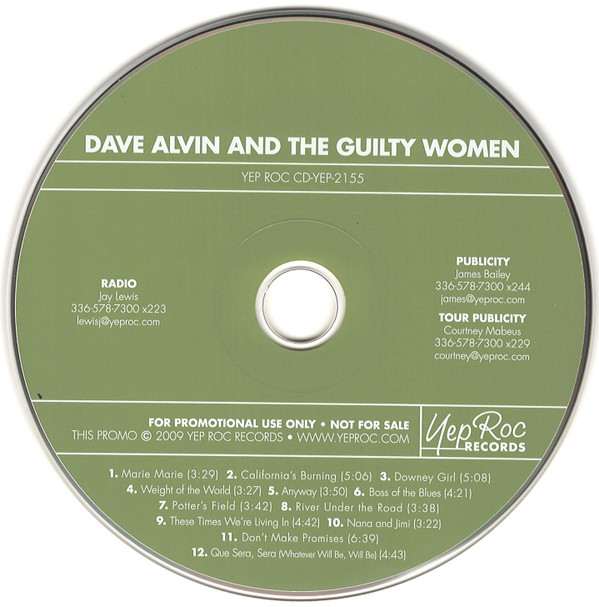 DAVE ALVIN AND THE GUILTY WOMEN
YEP ROC CD-YEP-2155
RADIO
Jay Lewis
336-578-7300 x223
lewisj@yeproc.com
PUBLICITY
James Bailey
336-578-7300 x244
james@yeproc.com
TOUR PUBLICITY
Courtney Mabeus
336-578-7300 x229
courtney@yeproc.com
FOR PROMOTIONAL USE ONLY • NOT FOR SALE
THIS PROMO © 2009 YEP ROC RECORDS • WWW.YEPROC.COM
Yep Roc
RECORDS
1. Marie Marie (3:29) 2. California's Burning (5:06) 3. Downey Girl (5:08)
4. Weight of the World (3:27) 5. Anyway (3:50) 6. Boss of the Blues (4:21)
7. Potter's Field (3:42) 8. River Under the Road (3:38)
9. These Times We're Living In (4:42) 10. Nana and Jimi (3:22)
11. Don't Make Promises (6:39)
12. Que Sera, Sera (Whatever Will Be, Will Be) (4:43)